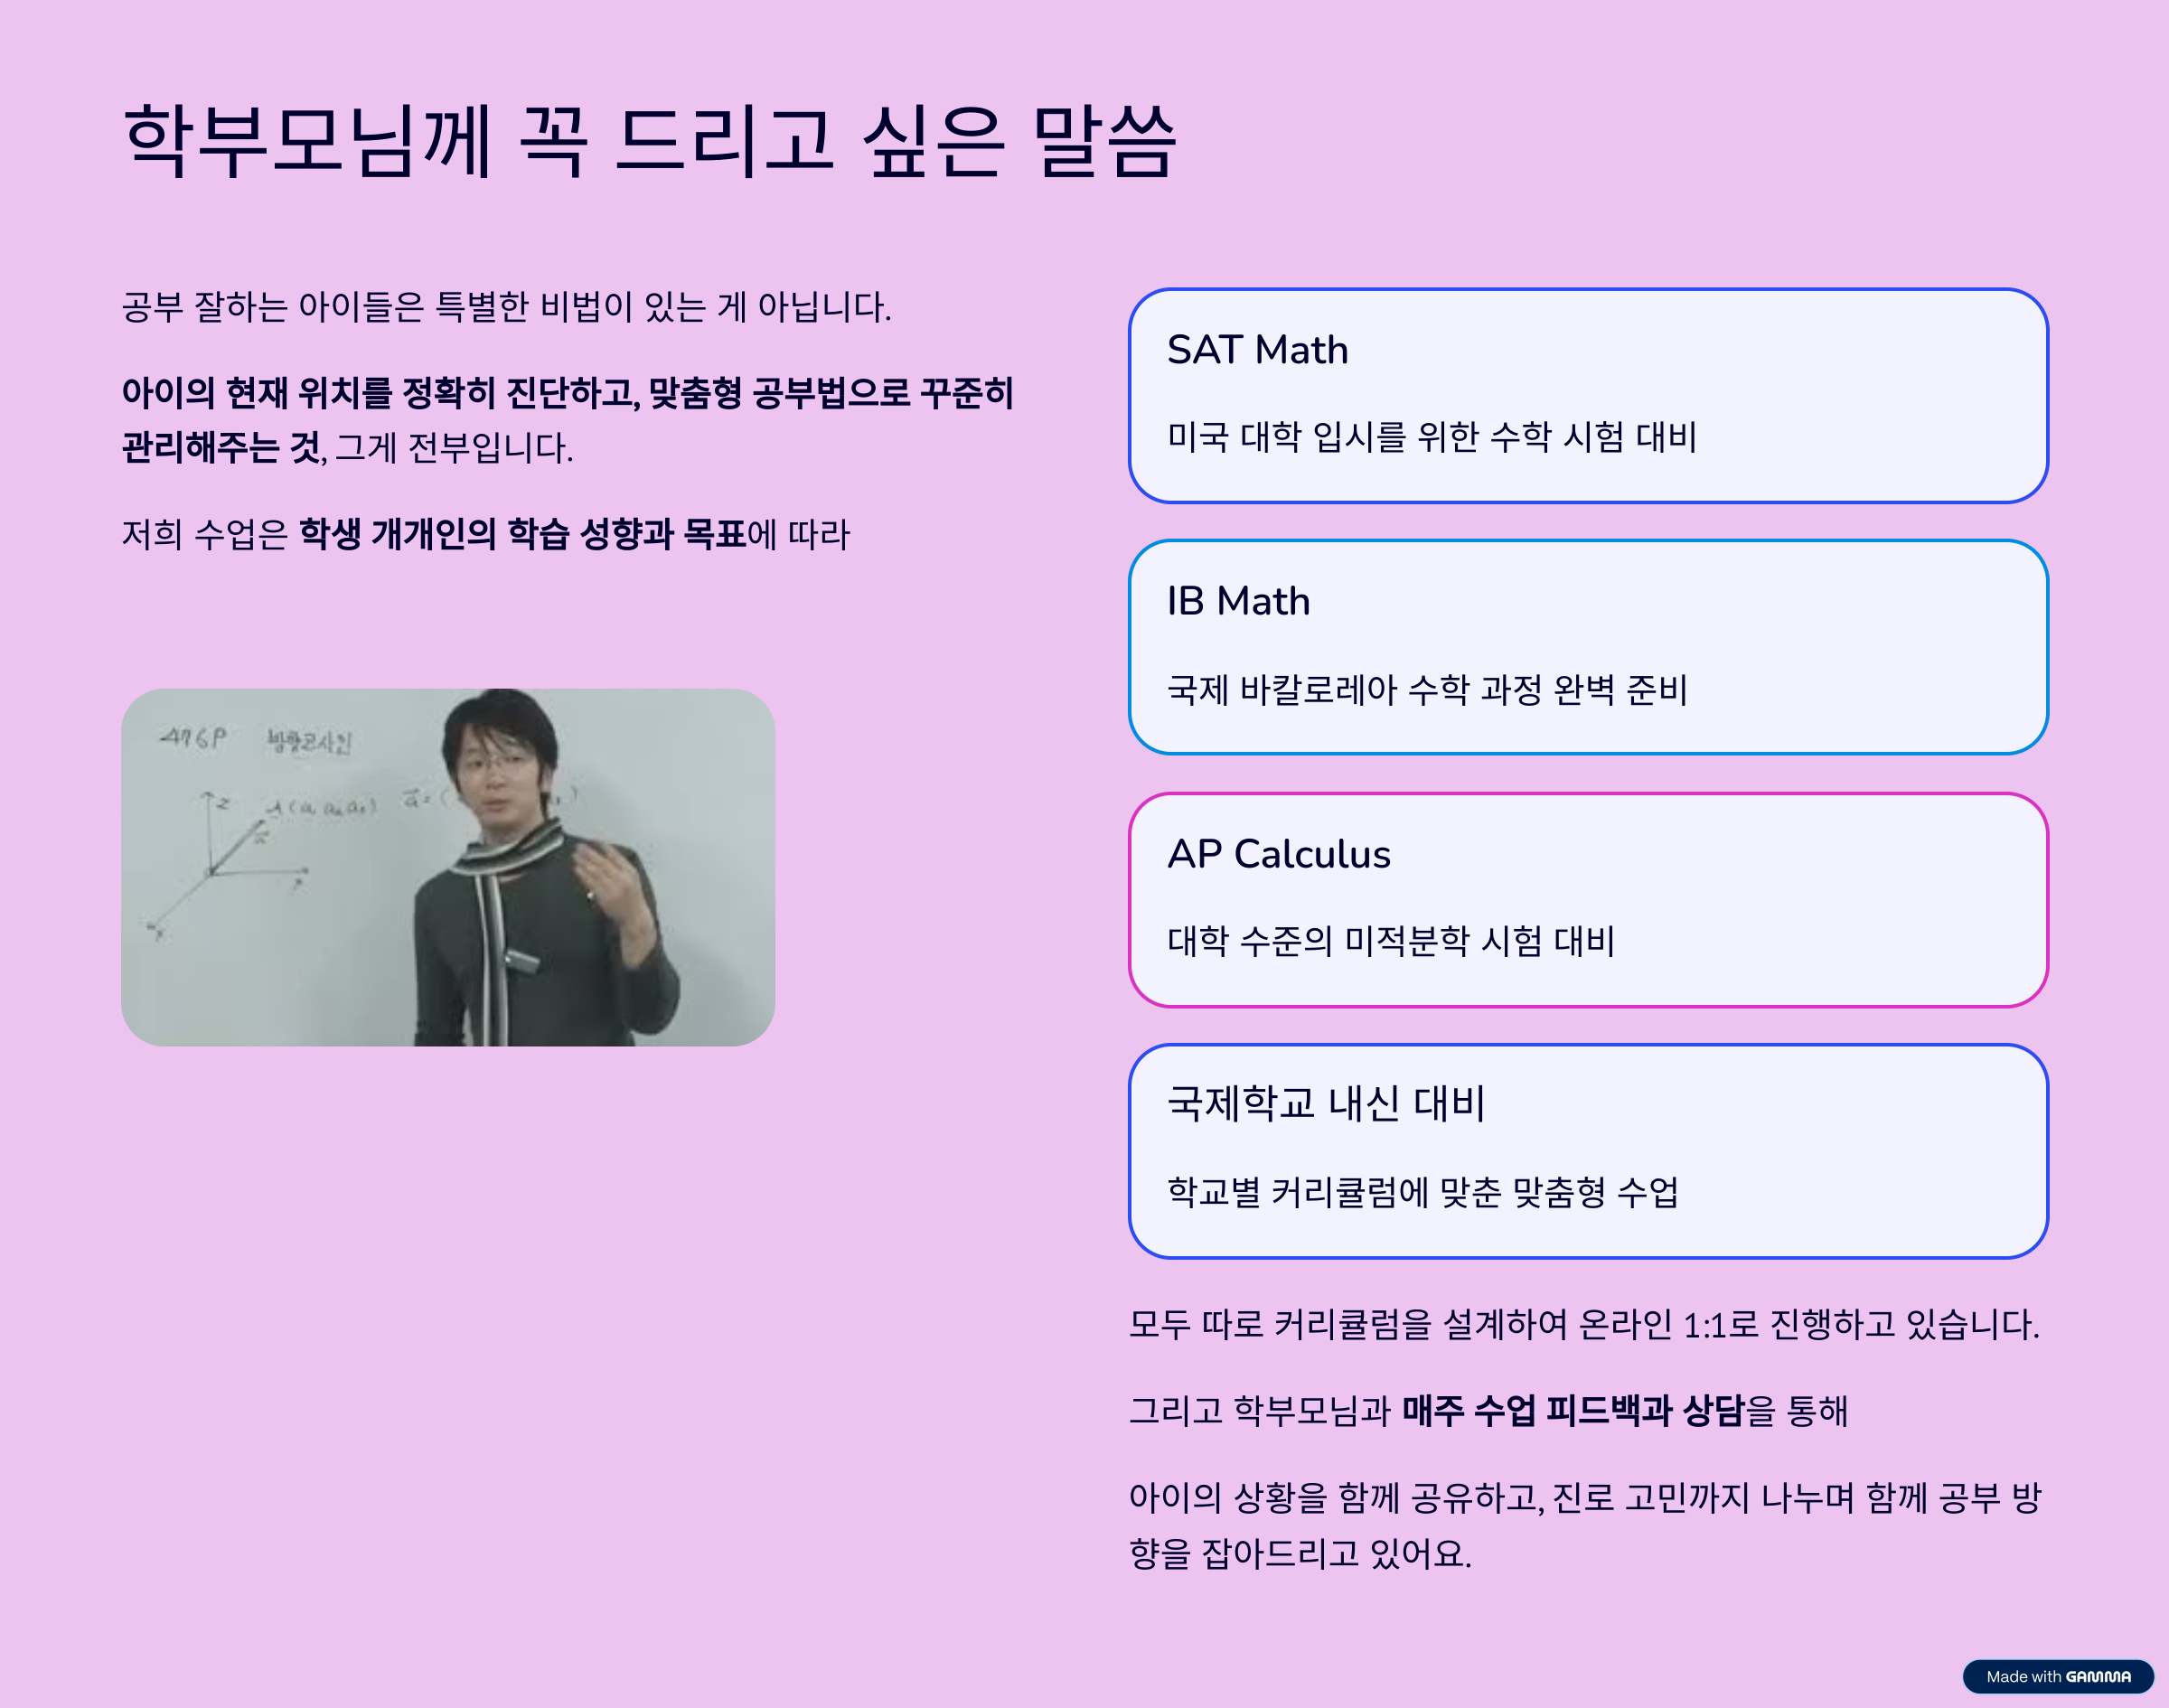 학부모님께 꼭 드리고 싶은 말씀
공부 잘하는 아이들은 특별한 비법이 있는 게 아닙니다.
아이의 현재 위치를 정확히 진단하고, 맞춤형 공부법으로 꾸준히
관리해주는 것, 그게 전부입니다.
저희 수업은 학생 개개인의 학습 성향과 목표에 따라
476P 방향코사인
z
A(a₁ a₂ a₃)
a⃗ = (
)
a⃗
y
x
SAT Math
미국 대학 입시를 위한 수학 시험 대비
IB Math
국제 바칼로레아 수학 과정 완벽 준비
AP Calculus
대학 수준의 미적분학 시험 대비
국제학교 내신 대비
학교별 커리큘럼에 맞춘 맞춤형 수업
모두 따로 커리큘럼을 설계하여 온라인 1:1로 진행하고 있습니다.
그리고 학부모님과 매주 수업 피드백과 상담을 통해
아이의 상황을 함께 공유하고, 진로 고민까지 나누며 함께 공부 방
향을 잡아드리고 있어요.
Made with GAMMA